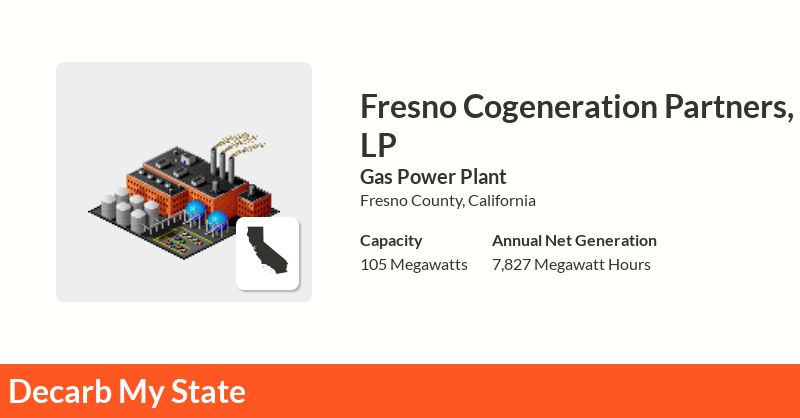 Fresno Cogeneration Partners,
LP
Gas Power Plant
Fresno County, California
Capacity
Annual Net Generation
105 Megawatts
7,827 Megawatt Hours
Decarb My State